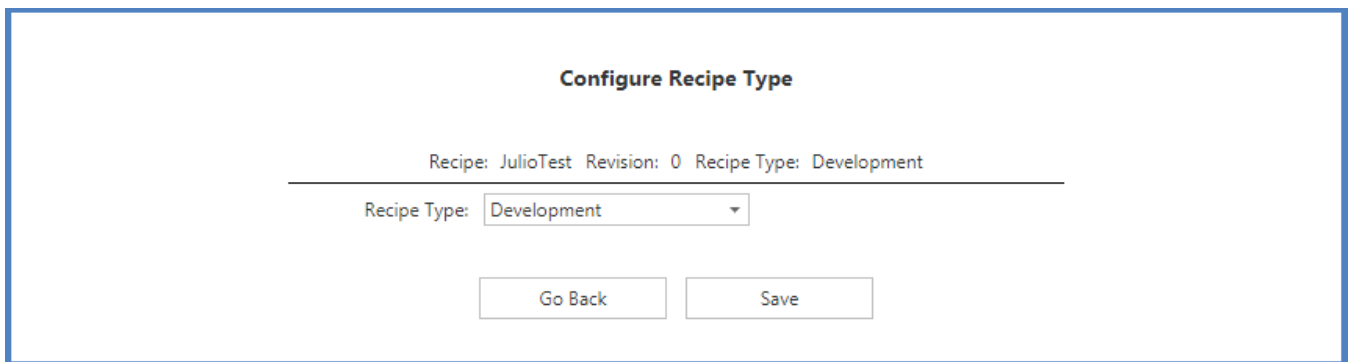 Configure Recipe Type
Recipe: JulioTest Revision: 0 Recipe Type: Development
Recipe Type: Development
Go Back Save